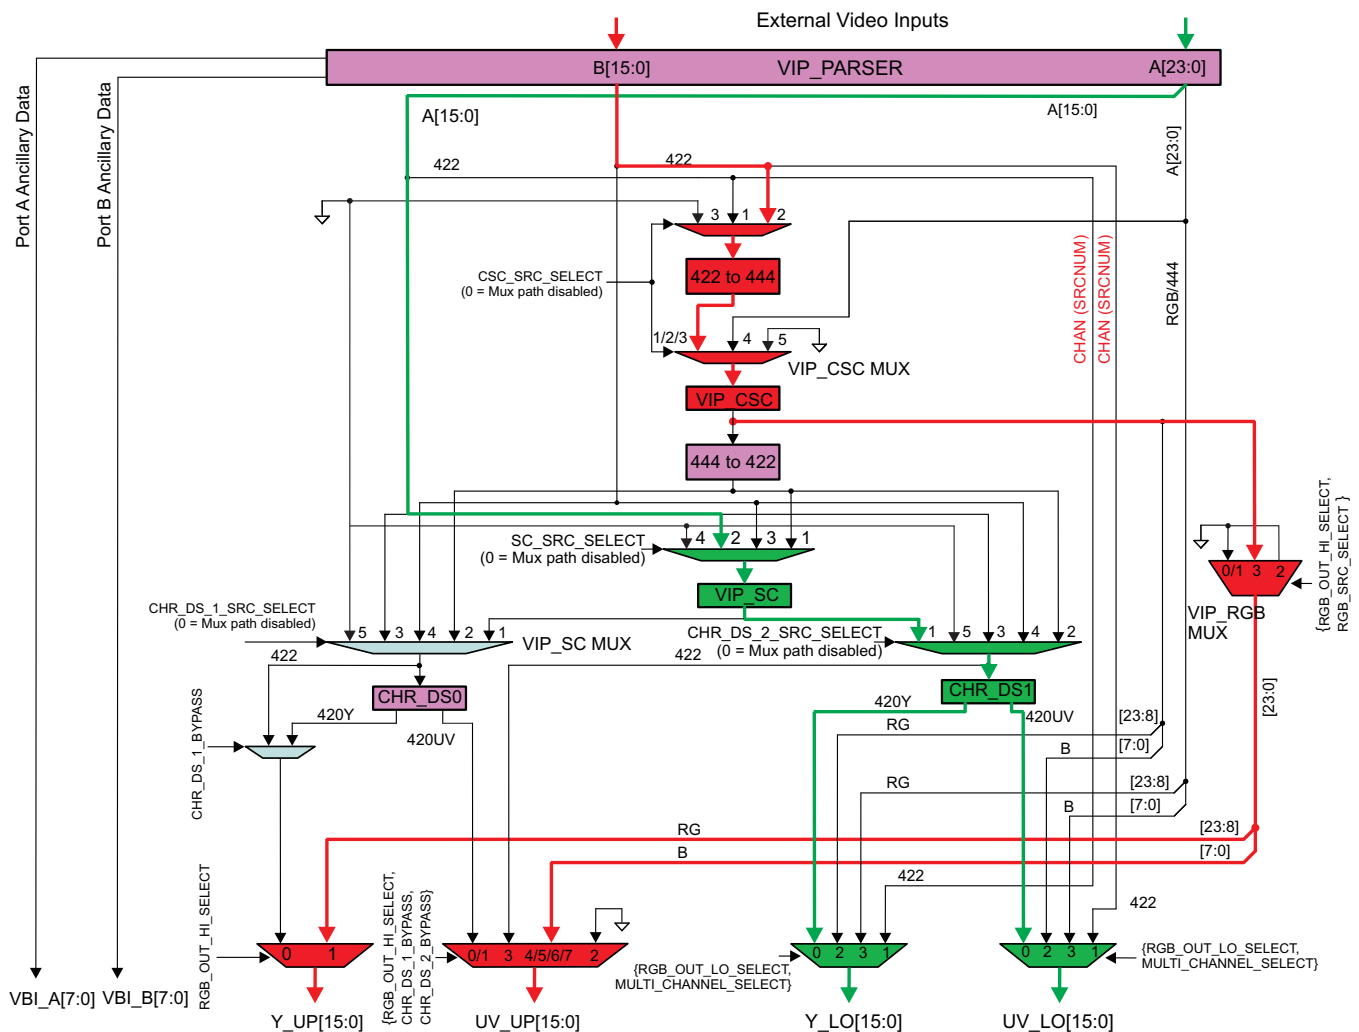 External Video Inputs
B[15:0]
VIP_PARSER
A[23:0]
Port A Ancillary Data
Port B Ancillary Data
A[15:0]
A[15:0]
A[23:0]
422
422
3 1 2
CSC_SRC_SELECT
(0 = Mux path disabled)
422 to 444
CHAN (SRCNUM)
CHAN (SRCNUM)
RGB/444
1/2/3 4 5
VIP_CSC MUX
VIP_CSC
444 to 422
SC_SRC_SELECT
(0 = Mux path disabled)
4 2 3 1
VIP_SC
{RGB_OUT_HI_SELECT,
RGB_SRC_SELECT }
0/1 3 2
VIP_RGB
MUX
CHR_DS_1_SRC_SELECT
(0 = Mux path disabled)
5 3 4 2 1
VIP_SC MUX
CHR_DS_2_SRC_SELECT
(0 = Mux path disabled)
1 5 3 4 2
422
422
CHR_DS0
CHR_DS1
420Y
420UV
420Y
420UV
[23:0]
CHR_DS_1_BYPASS
RG
[23:8]
B
[7:0]
RG
[23:8]
B
[7:0]
RG
[23:8]
B
[7:0]
422
422
RGB_OUT_HI_SELECT
0 1
{RGB_OUT_HI_SELECT,
CHR_DS_1_BYPASS,
CHR_DS_2_BYPASS}
0/1 3 4/5/6/7 2
{RGB_OUT_LO_SELECT,
MULTI_CHANNEL_SELECT}
0 2 3 1
0 2 3 1
{RGB_OUT_LO_SELECT,
MULTI_CHANNEL_SELECT}
VBI_A[7:0]
VBI_B[7:0]
Y_UP[15:0]
UV_UP[15:0]
Y_LO[15:0]
UV_LO[15:0]